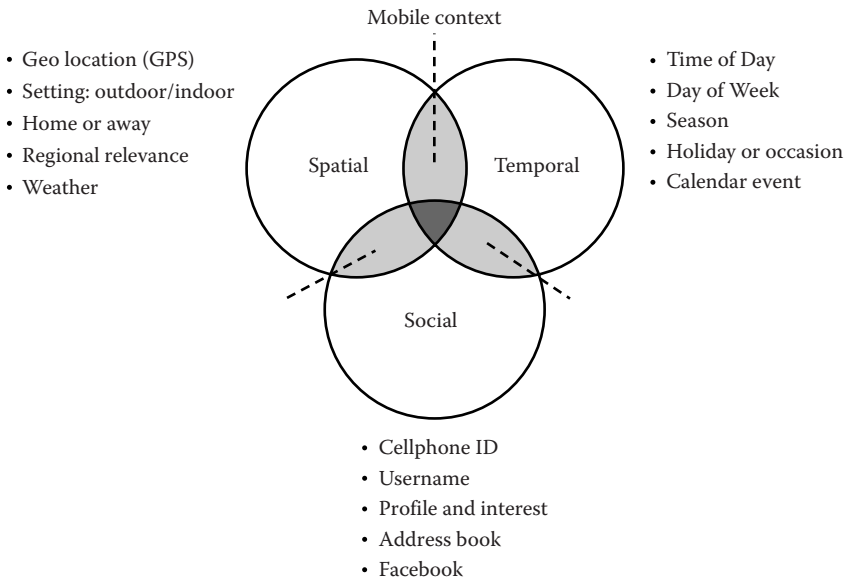 Mobile context
• Geo location (GPS)
• Setting: outdoor/indoor
• Home or away
• Regional relevance
• Weather
Spatial
Temporal
• Time of Day
• Day of Week
• Season
• Holiday or occasion
• Calendar event
Social
• Cellphone ID
• Username
• Profile and interest
• Address book
• Facebook